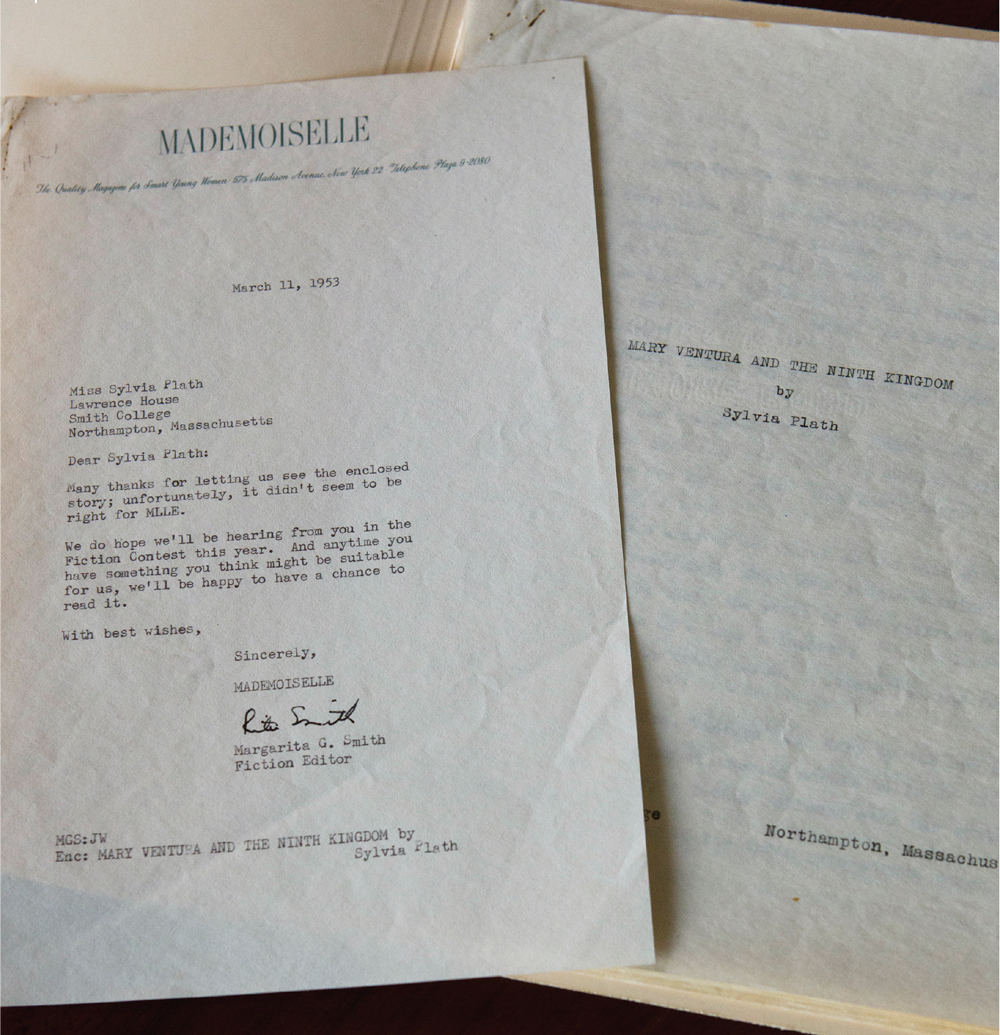 MADEMOISELLE
The Quality Magazine for Smart Young Women · 575 Madison Avenue, New York 22 Telephone Plaza 9-2080
March 11, 1953
Miss Sylvia Plath
Lawrence House
Smith College
Northampton, Massachusetts
Dear Sylvia Plath:
Many thanks for letting us see the enclosed
story; unfortunately, it didn't seem to be
right for MLLE.
We do hope we'll be hearing from you in the
Fiction Contest this year. And anytime you
have something you think might be suitable
for us, we'll be happy to have a chance to
read it.
With best wishes,
Sincerely,
MADEMOISELLE
Rita Smith
Margarita G. Smith
Fiction Editor
MGS:JW
Enc: MARY VENTURA AND THE NINTH KINGDOM by
Sylvia Plath
MARY VENTURA AND THE NINTH KINGDOM
by
Sylvia Plath
ge
Northampton, Massachus